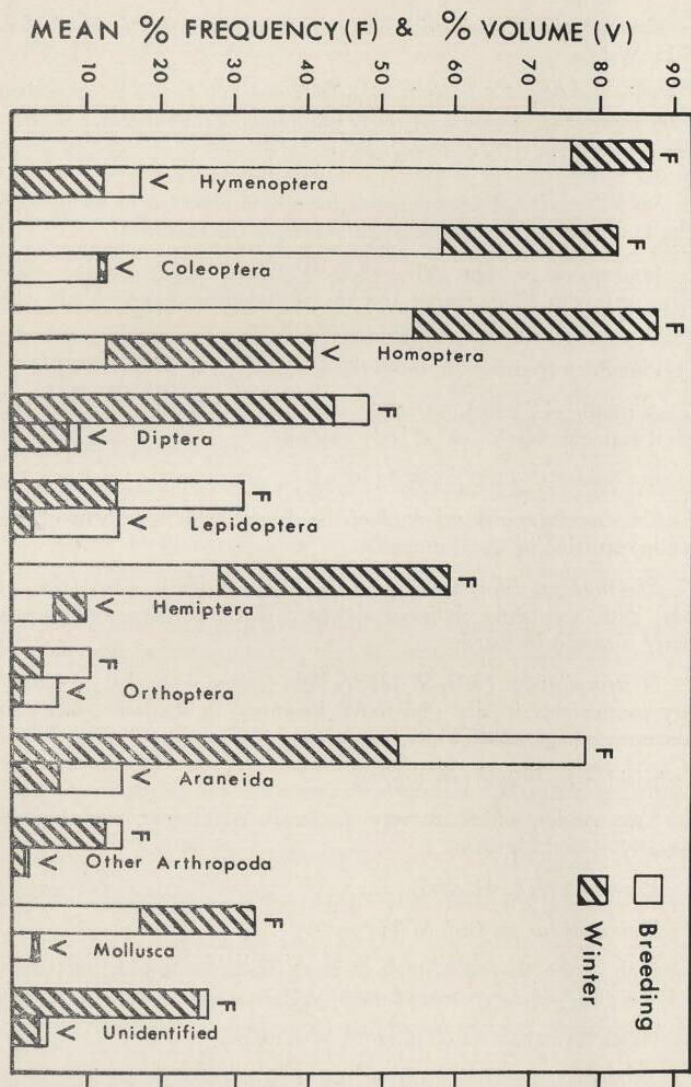 MEAN % FREQUENCY (F) & % VOLUME (V)
10
20
30
40
50
60
70
80
90
F
V Hymenoptera
F
V Coleoptera
F
V Homoptera
F
V Diptera
F
V Lepidoptera
F
V Hemiptera
F
V Orthoptera
F
V Araneida
F
V Other Arthropoda
F
V Mollusca
F
V Unidentified
Breeding
Winter